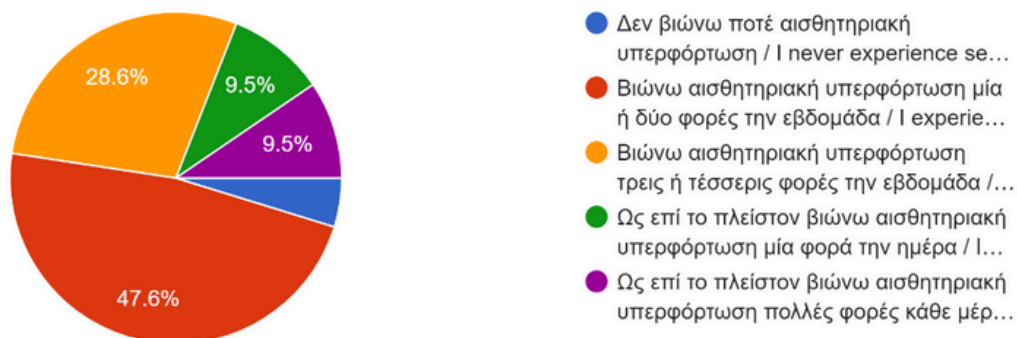 28.6%
9.5%
9.5%
47.6%
Δεν βιώνω ποτέ αισθητηριακή
υπερφόρτωση / I never experience se...
Βιώνω αισθητηριακή υπερφόρτωση μία
ή δύο φορές την εβδομάδα / I experie...
Βιώνω αισθητηριακή υπερφόρτωση
τρεις ή τέσσερις φορές την εβδομάδα /...
Ως επί το πλείστον βιώνω αισθητηριακή
υπερφόρτωση μία φορά την ημέρα / I...
Ως επί το πλείστον βιώνω αισθητηριακή
υπερφόρτωση πολλές φορές κάθε μέρ...